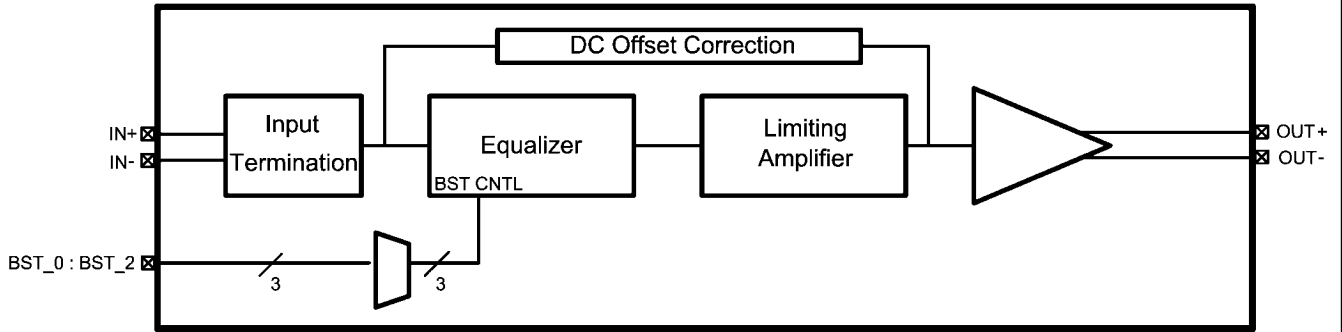 DC Offset Correction
IN+
IN-
Input
Termination
Equalizer
BST CNTL
Limiting
Amplifier
OUT+
OUT-
BST_0 : BST_2
3
3